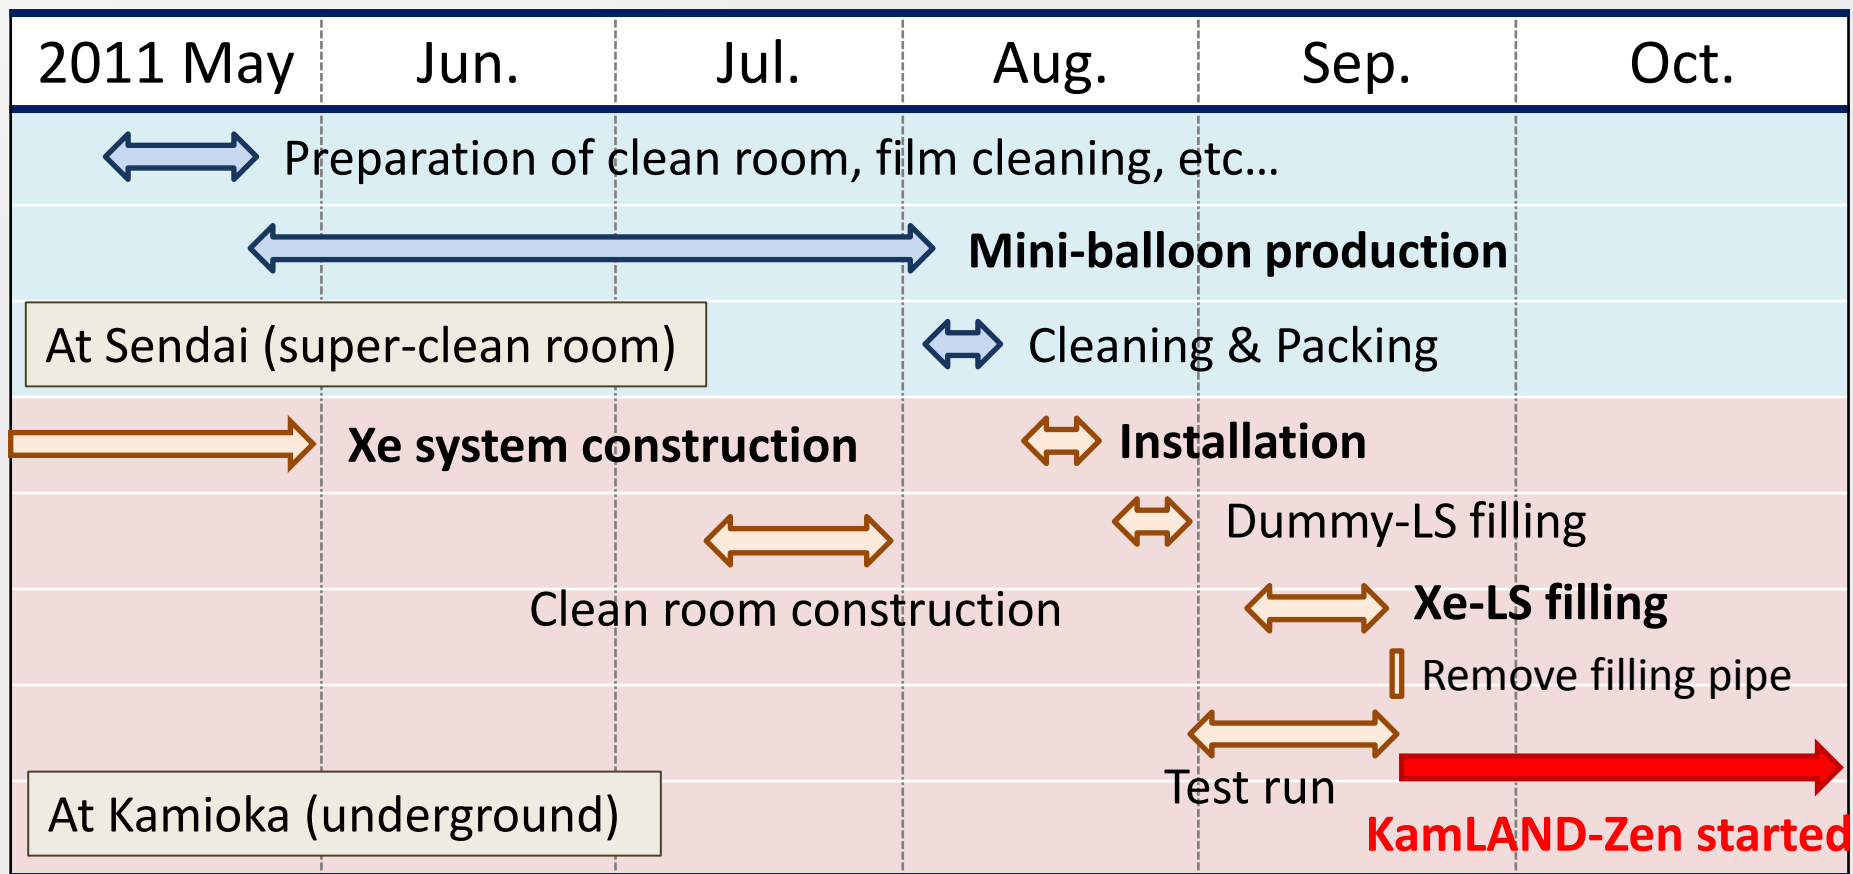 2011 May Jun. Jul. Aug. Sep. Oct.
Preparation of clean room, film cleaning, etc…
Mini-balloon production
At Sendai (super-clean room)
Cleaning & Packing
Xe system construction
Installation
Dummy-LS filling
Clean room construction
Xe-LS filling
Remove filling pipe
Test run
At Kamioka (underground)
KamLAND-Zen started